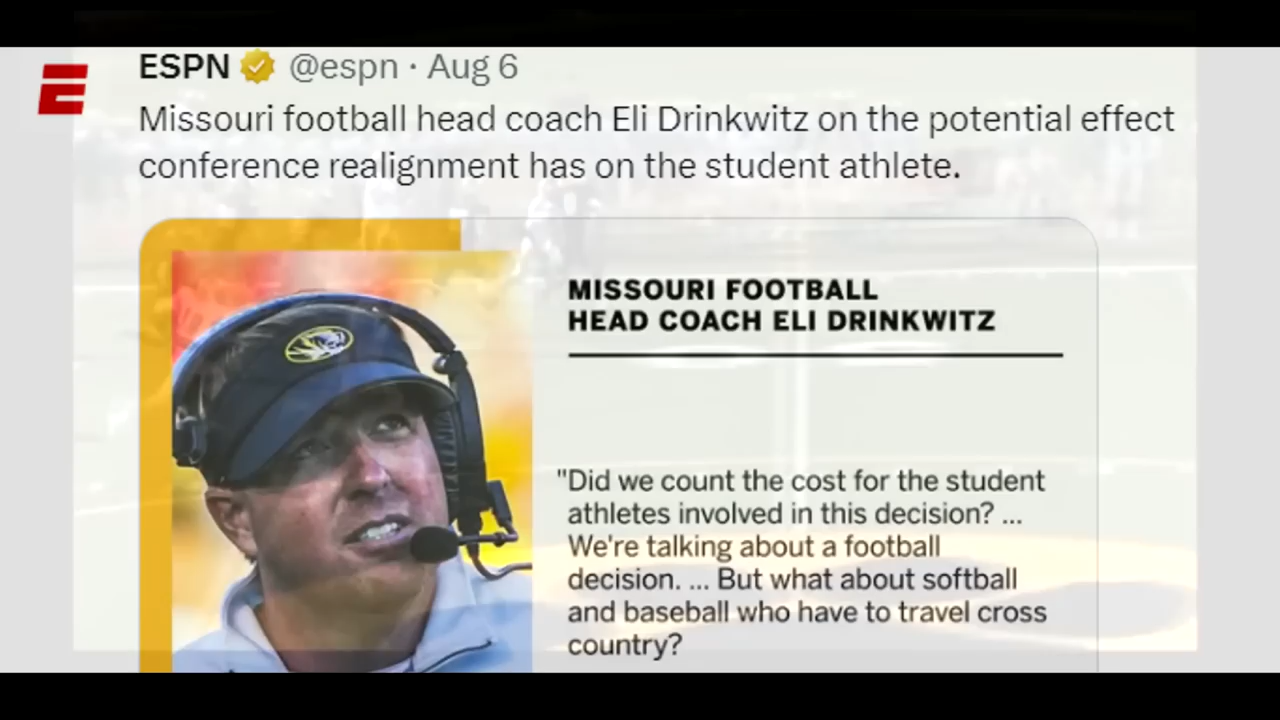 ESPN @espn · Aug 6
Missouri football head coach Eli Drinkwitz on the potential effect
conference realignment has on the student athlete.
MISSOURI FOOTBALL
HEAD COACH ELI DRINKWITZ
"Did we count the cost for the student
athletes involved in this decision? ...
We're talking about a football
decision. ... But what about softball
and baseball who have to travel cross
country?